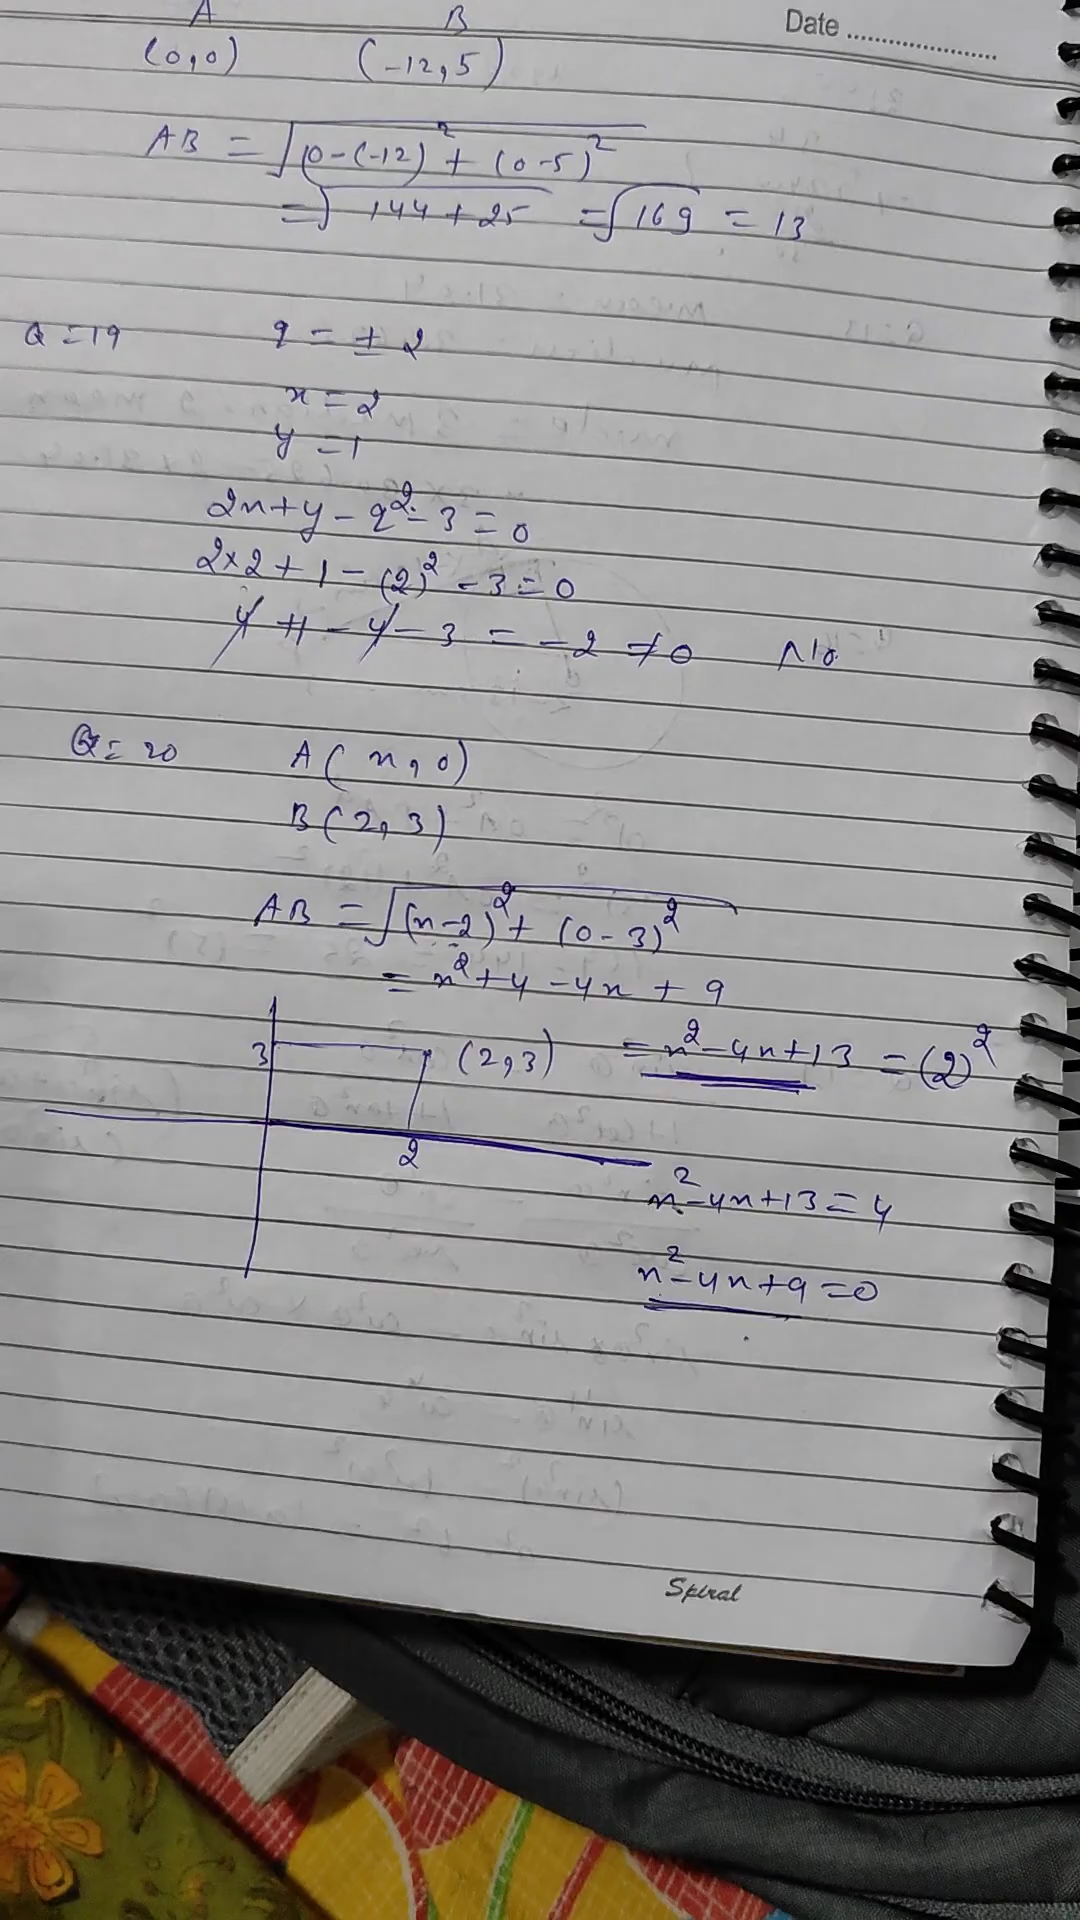 A B
Date ....................
(0,0) (-12,5)
AB = √(0-(-12)² + (0-5)²
= √144+25 = √169 = 13
Q=19 q = ± 2
x = 2
y = 1
2x+y - q² - 3 = 0
2×2 + 1 - (2)² - 3 = 0
4 + 1 - 4 - 3 = -2 ≠ 0 No
Q = 20 A( x, 0)
B(2, 3)
AB = √(x-2)² + (0-3)²
= x² + 4 - 4x + 9
3 (2,3) = x² - 4x + 13 = (2)²
2
x² - 4x + 13 = 4
x² - 4x + 9 = 0
Spiral